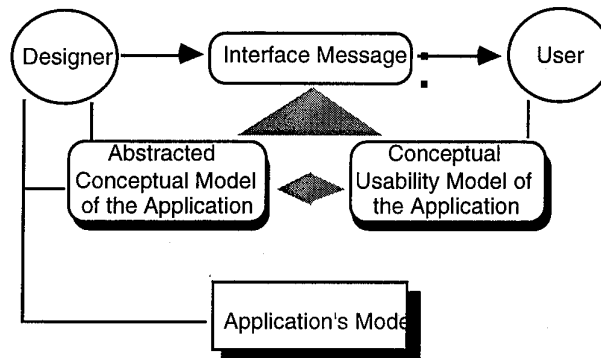 Designer
Interface Message
User
Abstracted
Conceptual Model
of the Application
Conceptual
Usability Model of
the Application
Application's Mode